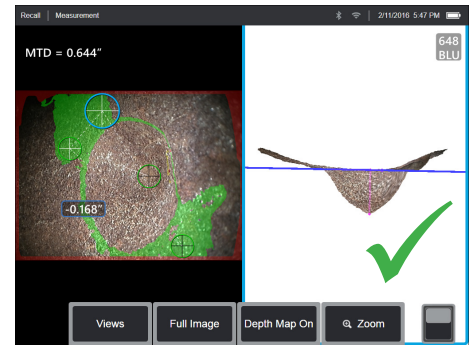 Recall Measurement 2/11/2016 5:47 PM
MTD = 0.644"
648
BLU
-0.168"
Views Full Image Depth Map On Zoom